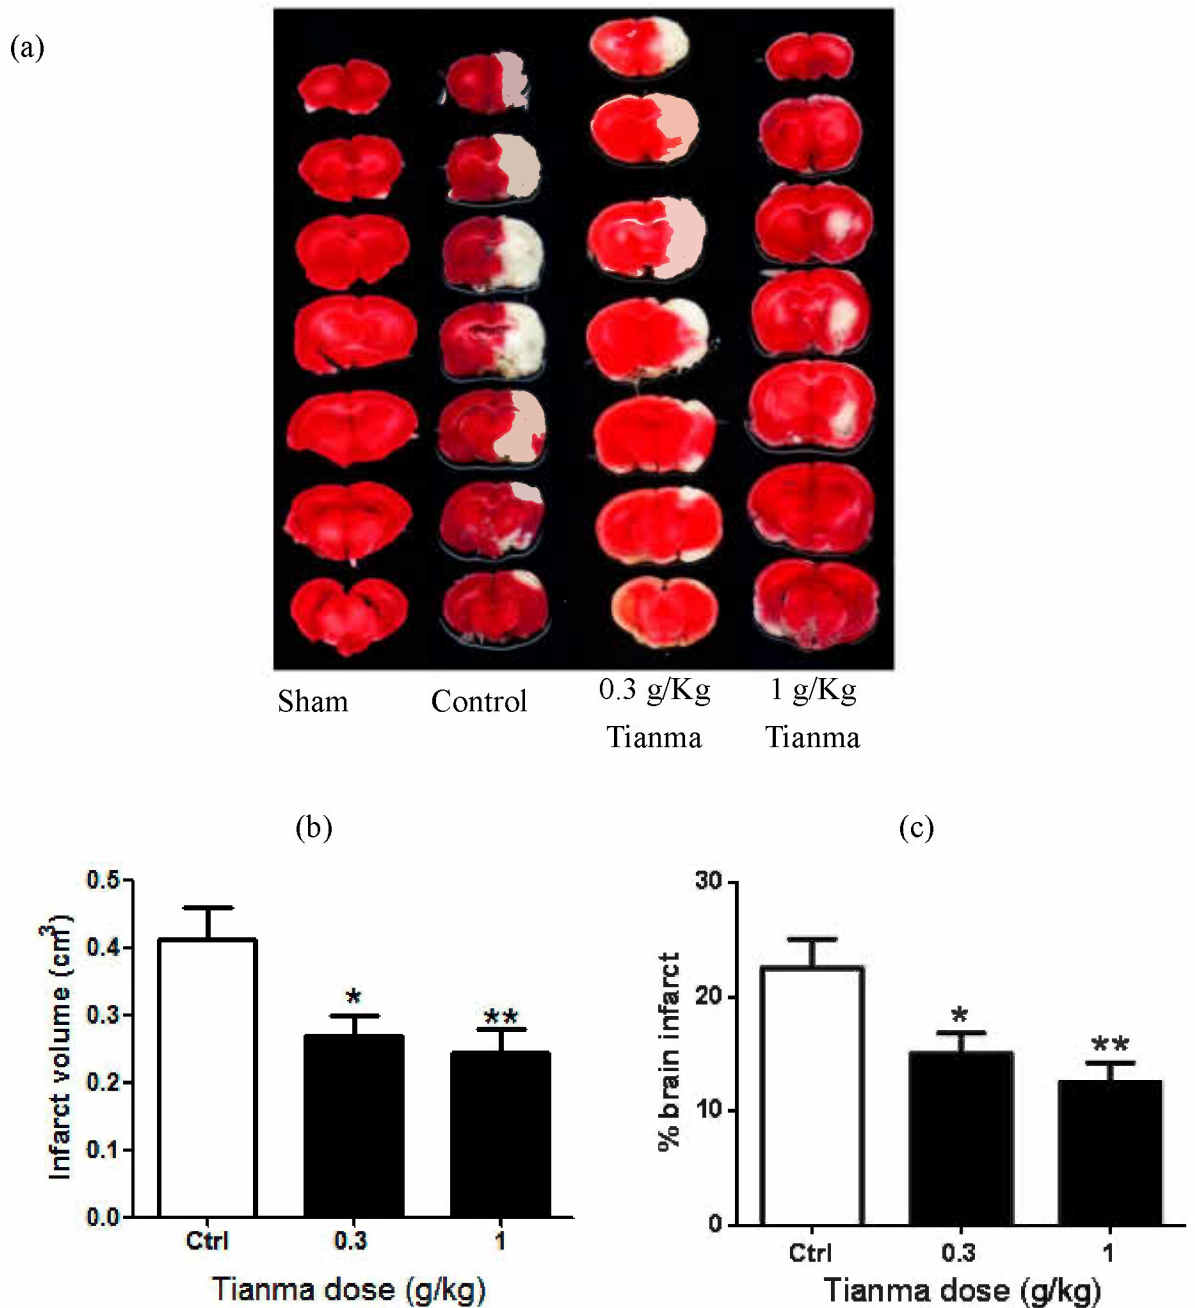 (a)
Sham
Control
0.3 g/Kg
Tianma
1 g/Kg
Tianma
(b)
Infarct volume (cm³)
0.5
0.4
0.3
0.2
0.1
0.0
*
**
Ctrl
0.3
1
Tianma dose (g/kg)
(c)
% brain infarct
30
20
10
0
*
**
Ctrl
0.3
1
Tianma dose (g/kg)